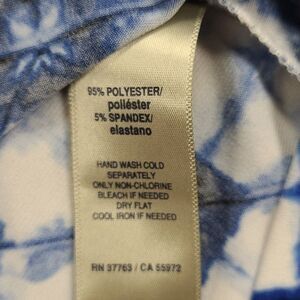 95% POLYESTER/
poliéster
5% SPANDEX/
elastano
HAND WASH COLD
SEPARATELY
ONLY NON-CHLORINE
BLEACH IF NEEDED
DRY FLAT
COOL IRON IF NEEDED
RN 37763 / CA 55972